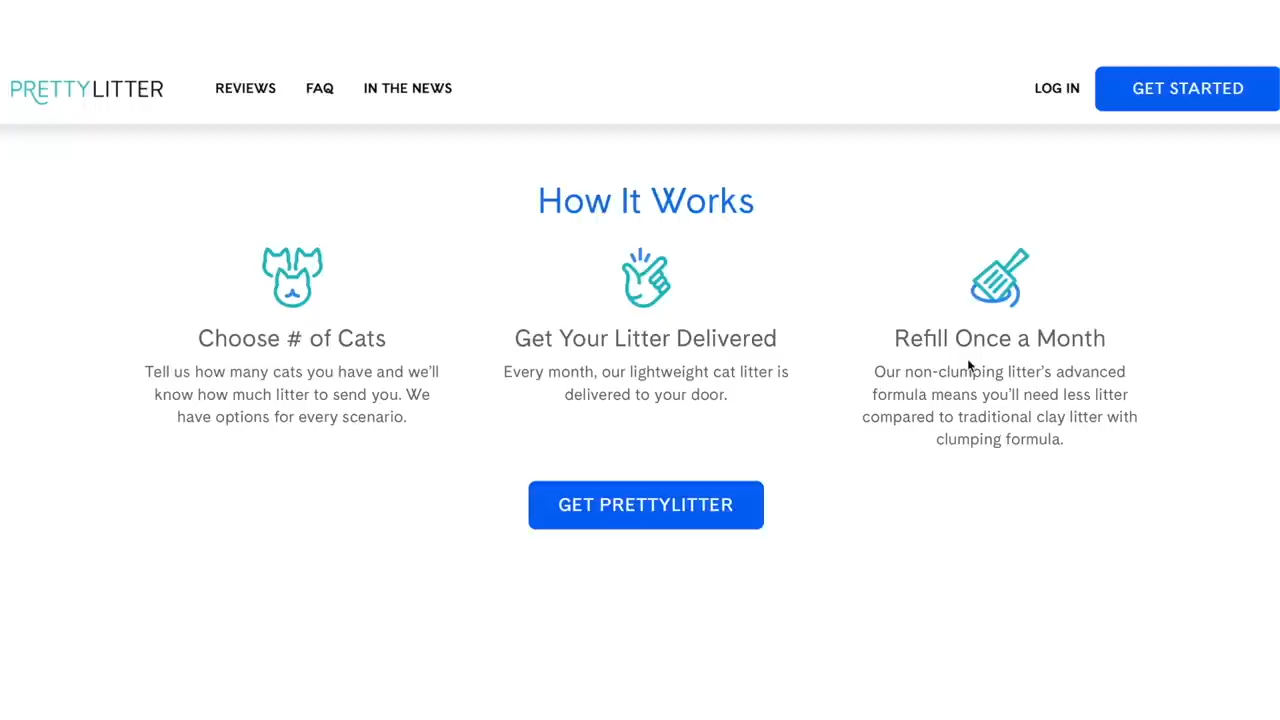 PRETTYLITTER
REVIEWS
FAQ
IN THE NEWS
LOG IN
GET STARTED
How It Works
Choose # of Cats
Tell us how many cats you have and we’ll
know how much litter to send you. We
have options for every scenario.
Get Your Litter Delivered
Every month, our lightweight cat litter is
delivered to your door.
Refill Once a Month
Our non-clumping litter’s advanced
formula means you’ll need less litter
compared to traditional clay litter with
clumping formula.
GET PRETTYLITTER